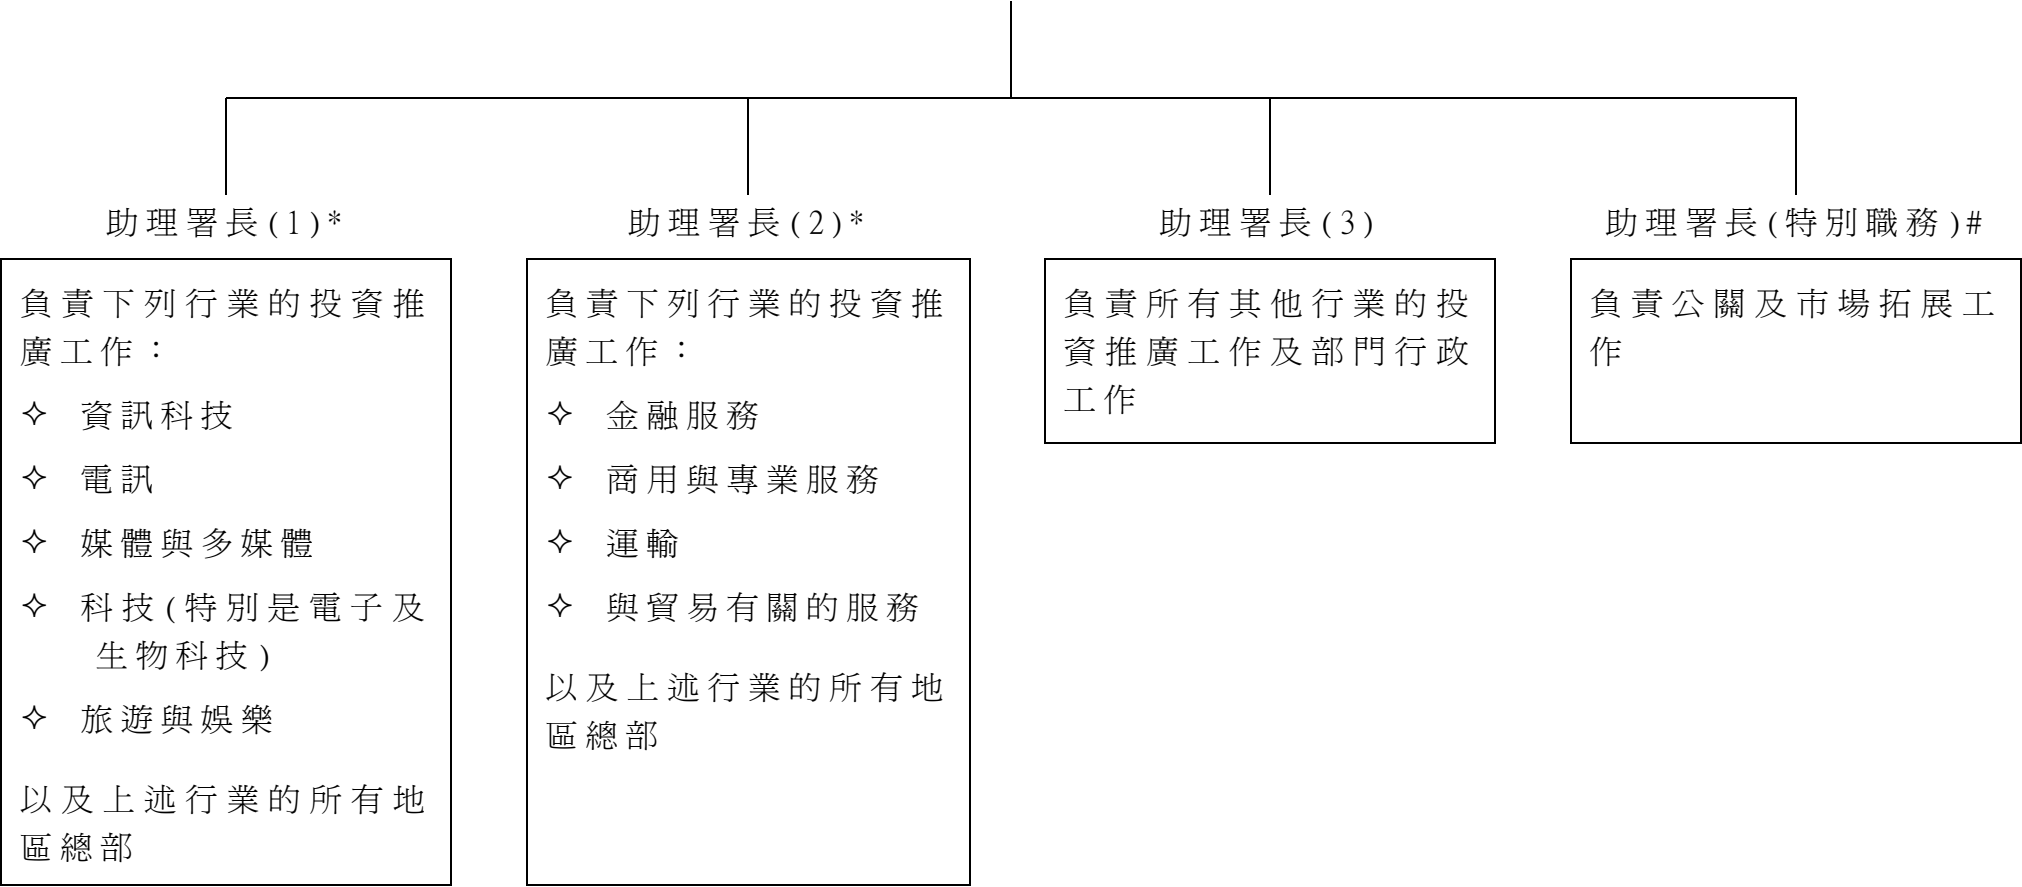 助理署長(1)*
負責下列行業的投資推
廣工作：
✧ 資訊科技
✧ 電訊
✧ 媒體與多媒體
✧ 科技(特別是電子及
生物科技)
✧ 旅遊與娛樂
以及上述行業的所有地
區總部
助理署長(2)*
負責下列行業的投資推
廣工作：
✧ 金融服務
✧ 商用與專業服務
✧ 運輸
✧ 與貿易有關的服務
以及上述行業的所有地
區總部
助理署長(3)
負責所有其他行業的投
資推廣工作及部門行政
工作
助理署長(特別職務)#
負責公關及市場拓展工
作